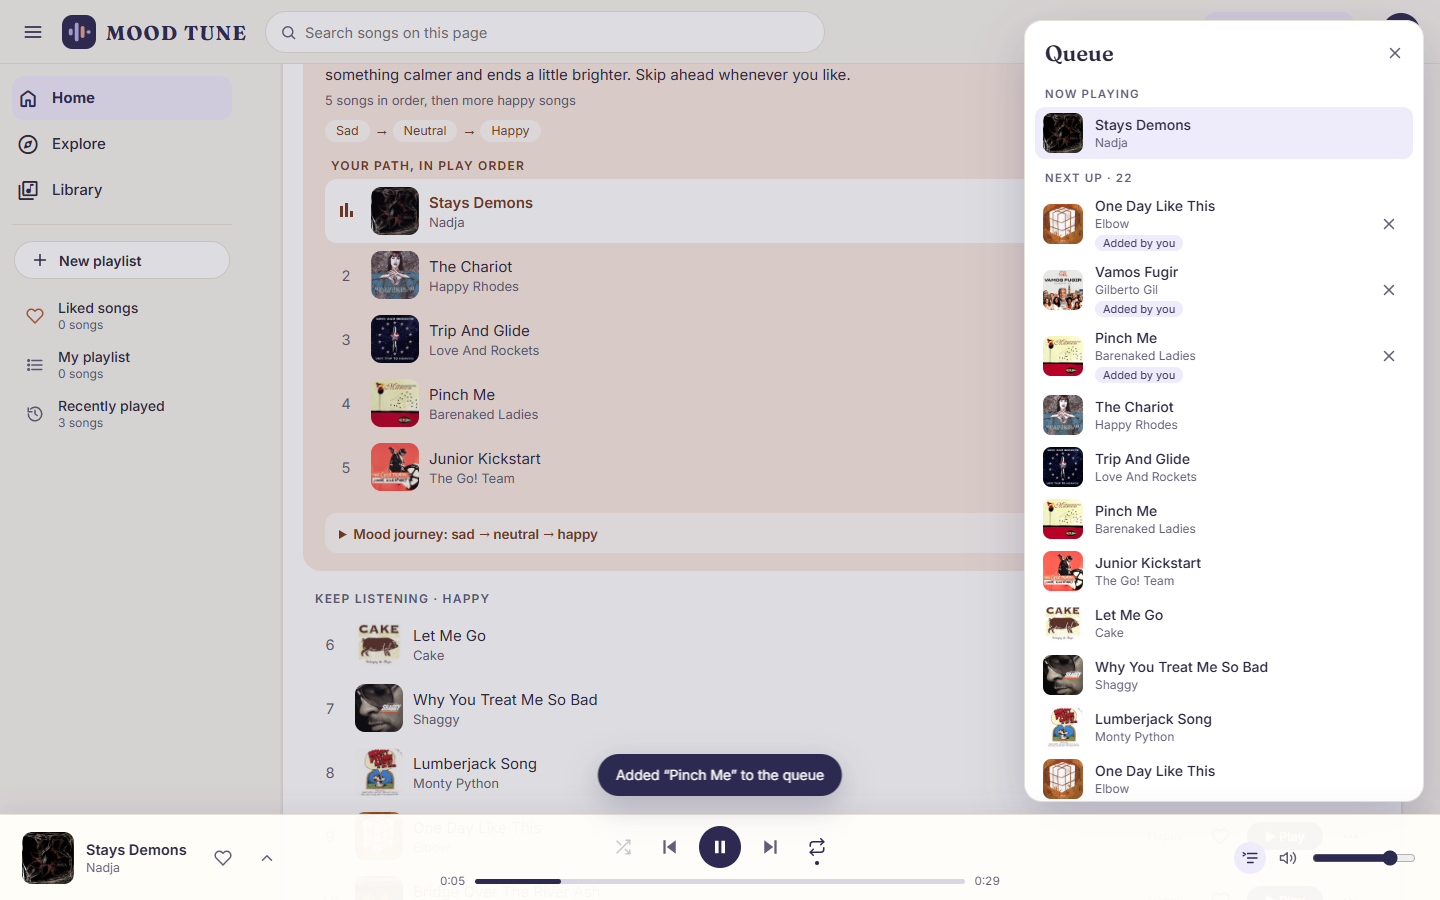 MOOD TUNE
Search songs on this page
Home
Explore
Library
New playlist
Liked songs
0 songs
My playlist
0 songs
Recently played
3 songs
something calmer and ends a little brighter. Skip ahead whenever you like.
5 songs in order, then more happy songs
Sad → Neutral → Happy
YOUR PATH, IN PLAY ORDER
Stays Demons
Nadja
2
The Chariot
Happy Rhodes
3
Trip And Glide
Love And Rockets
4
Pinch Me
Barenaked Ladies
5
Junior Kickstart
The Go! Team
Mood journey: sad → neutral → happy
KEEP LISTENING · HAPPY
6
Let Me Go
Cake
7
Why You Treat Me So Bad
Shaggy
8
Lumberjack Song
Monty Python
One Day Like This
Added “Pinch Me” to the queue
Queue
NOW PLAYING
Stays Demons
Nadja
NEXT UP · 22
One Day Like This
Elbow
Added by you
Vamos Fugir
Gilberto Gil
Added by you
Pinch Me
Barenaked Ladies
Added by you
The Chariot
Happy Rhodes
Trip And Glide
Love And Rockets
Pinch Me
Barenaked Ladies
Junior Kickstart
The Go! Team
Let Me Go
Cake
Why You Treat Me So Bad
Shaggy
Lumberjack Song
Monty Python
One Day Like This
Elbow
Stays Demons
Nadja
0:05
0:29
Play